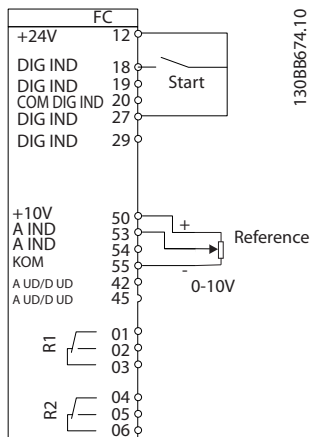 FC
+24V 12
DIG IND 18
DIG IND 19
COM DIG IND 20
DIG IND 27
DIG IND 29
Start
+10V 50
A IND 53
A IND 54
KOM 55
A UD/D UD 42
A UD/D UD 45
+
-
Reference
0-10V
R1
01
02
03
R2
04
05
06
130BB674.10